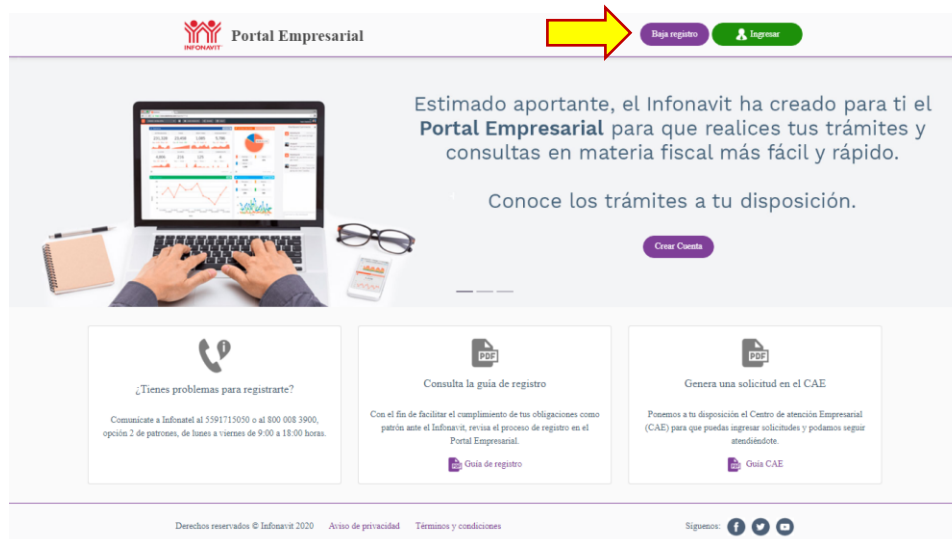 INFONAVIT
Portal Empresarial
Baja registro
Ingresar
Estimado aportante, el Infonavit ha creado para ti el
Portal Empresarial para que realices tus trámites y
consultas en materia fiscal más fácil y rápido.
Conoce los trámites a tu disposición.
Crear Cuenta
¿Tienes problemas para registrarte?
Comunícate a Infonatel al 5591715050 o al 800 008 3900,
opción 2 de patrones, de lunes a viernes de 9:00 a 18:00 horas.
PDF
Consulta la guía de registro
Con el fin de facilitar el cumplimiento de tus obligaciones como
patrón ante el Infonavit, revisa el proceso de registro en el
Portal Empresarial.
PDF
Guía de registro
PDF
Genera una solicitud en el CAE
Ponemos a tu disposición el Centro de atención Empresarial
(CAE) para que puedas ingresar solicitudes y podamos seguir
atendiéndote.
PDF
Guía CAE
Derechos reservados © Infonavit 2020
Aviso de privacidad
Términos y condiciones
Síguenos: